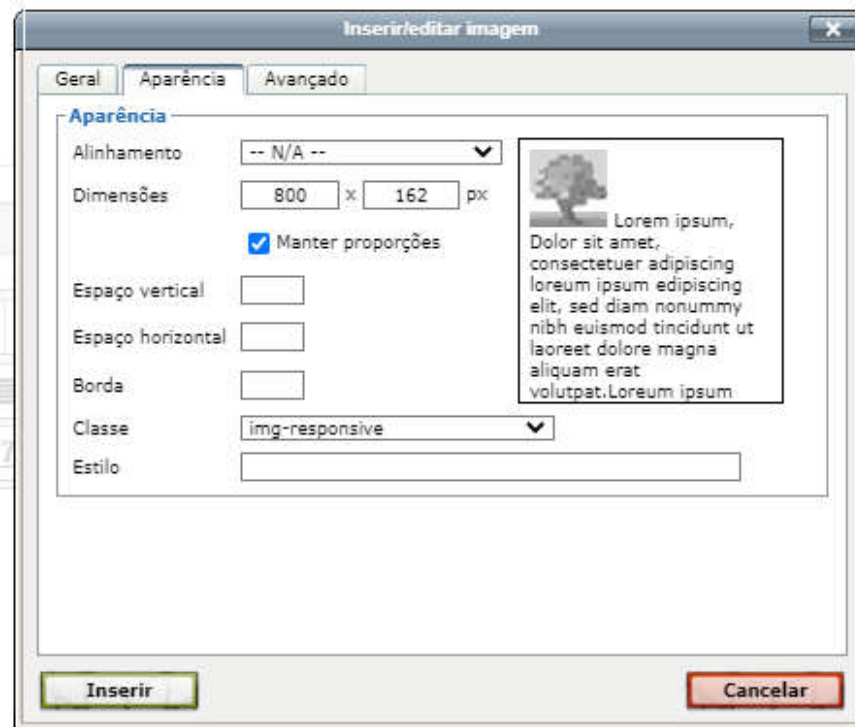 Inserir/editar imagem
Geral Aparência Avançado
Aparência
Alinhamento -- N/A --
Dimensões 800 x 162 px
Manter proporções
Espaço vertical
Espaço horizontal
Borda
Classe img-responsive
Estilo
Lorem ipsum,
Dolor sit amet,
consectetuer adipiscing
loreum ipsum edipiscing
elit, sed diam nonummy
nibh euismod tincidunt ut
laoreet dolore magna
aliquam erat
volutpat.Loreum ipsum
Inserir Cancelar
7